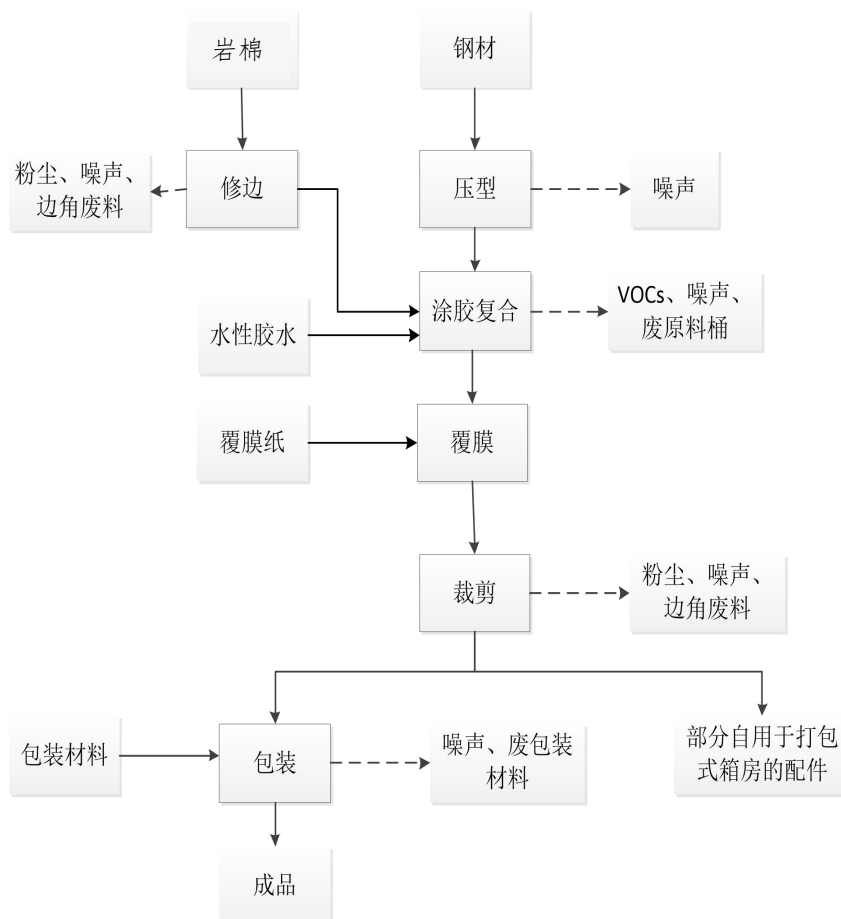 岩棉
钢材
粉尘、噪声、
边角废料
修边
压型
噪声
水性胶水
涂胶复合
VOCs、噪声、
废原料桶
覆膜纸
覆膜
裁剪
粉尘、噪声、
边角废料
包装材料
包装
噪声、废包装
材料
部分自用于打包
式箱房的配件
成品